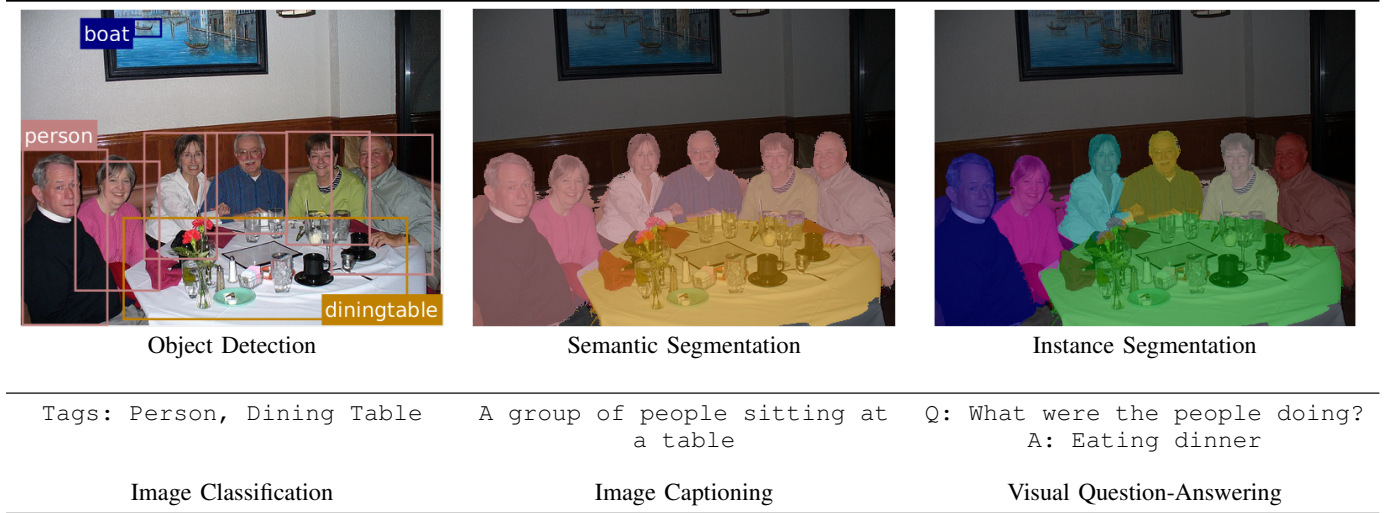 boat
person
diningtable
Object Detection
Semantic Segmentation
Instance Segmentation
Tags: Person, Dining Table
A group of people sitting at
a table
Q: What were the people doing?
A: Eating dinner
Image Classification
Image Captioning
Visual Question-Answering